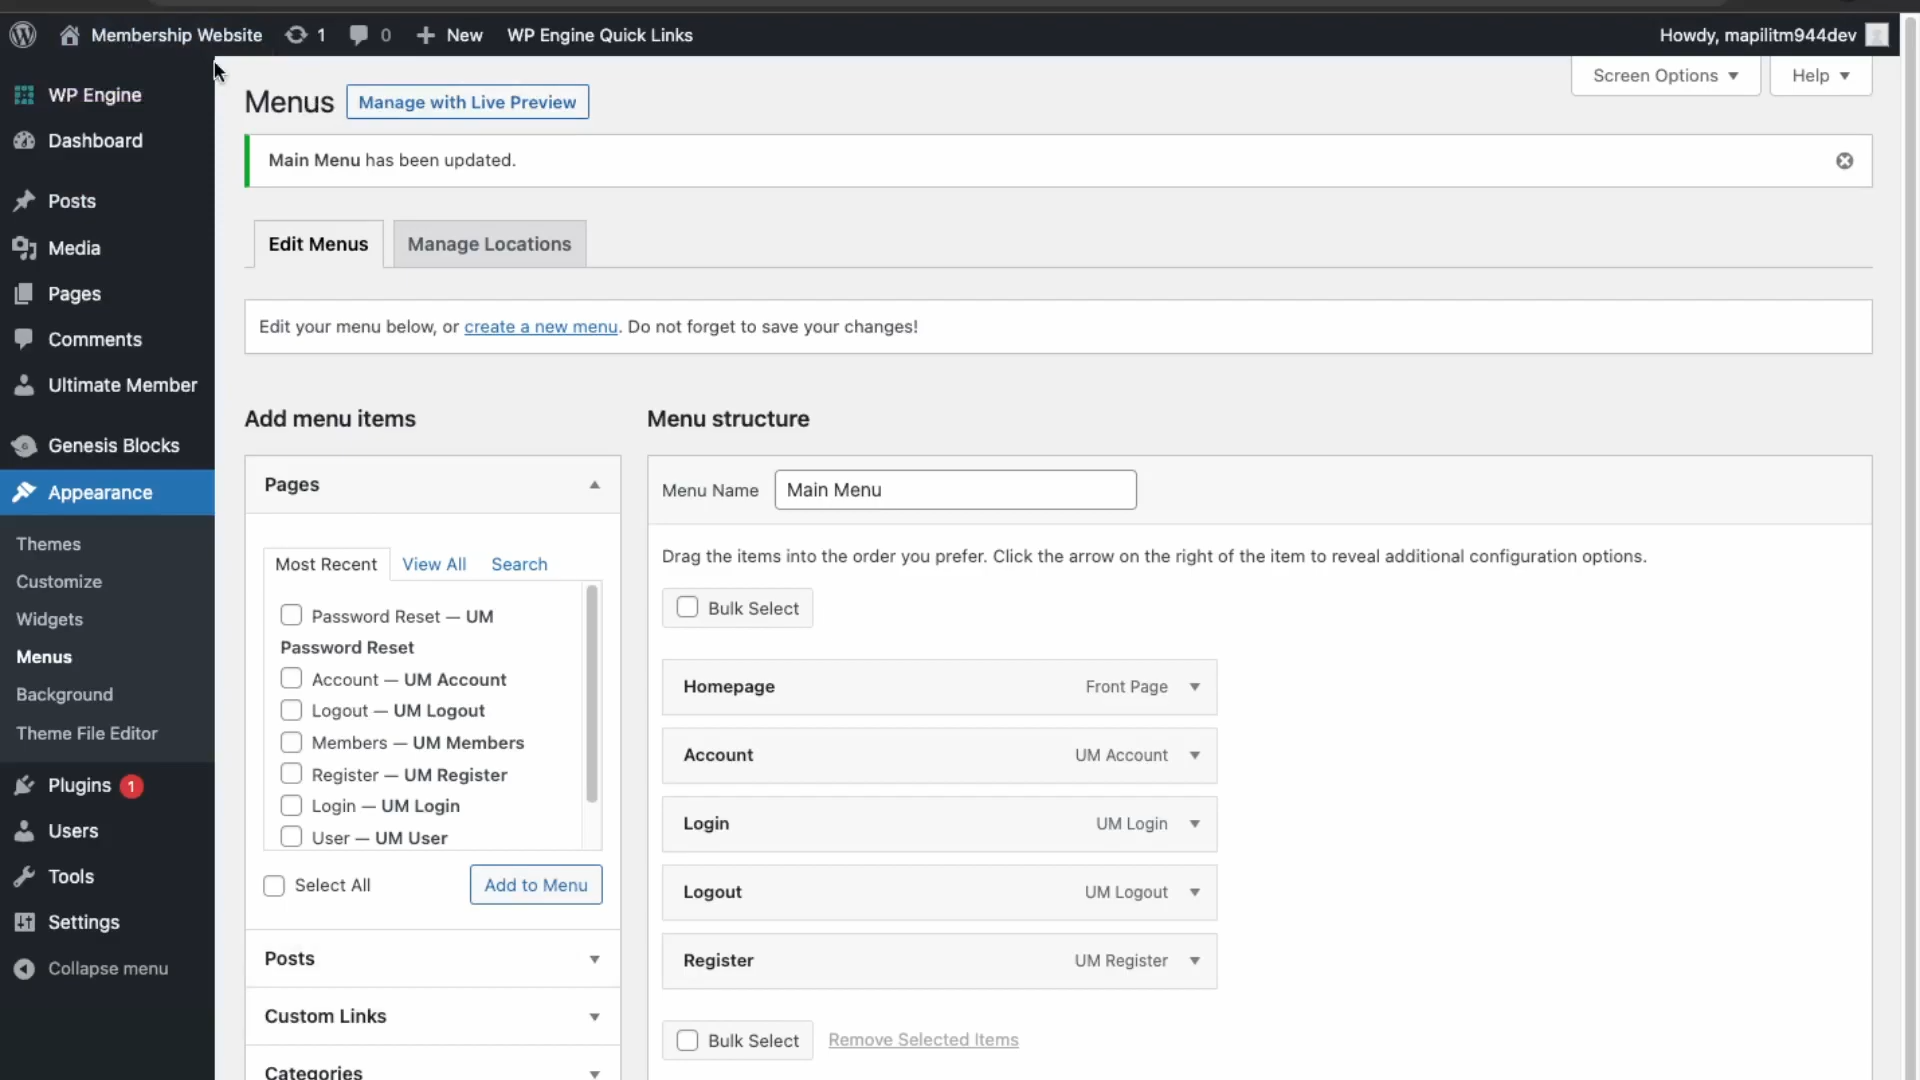 Membership Website 1 0 New WP Engine Quick Links Howdy, mapilitm944dev
WP Engine
Dashboard
Posts
Media
Pages
Comments
Ultimate Member
Genesis Blocks
Appearance
Themes
Customize
Widgets
Menus
Background
Theme File Editor
Plugins 1
Users
Tools
Settings
Collapse menu
Screen Options Help
Menus Manage with Live Preview
Main Menu has been updated.
Edit Menus Manage Locations
Edit your menu below, or create a new menu. Do not forget to save your changes!
Add menu items
Pages
Most Recent View All Search
Password Reset — UM
Password Reset
Account — UM Account
Logout — UM Logout
Members — UM Members
Register — UM Register
Login — UM Login
User — UM User
Select All Add to Menu
Posts
Custom Links
Categories
Menu structure
Menu Name Main Menu
Drag the items into the order you prefer. Click the arrow on the right of the item to reveal additional configuration options.
Bulk Select
Homepage Front Page
Account UM Account
Login UM Login
Logout UM Logout
Register UM Register
Bulk Select Remove Selected Items